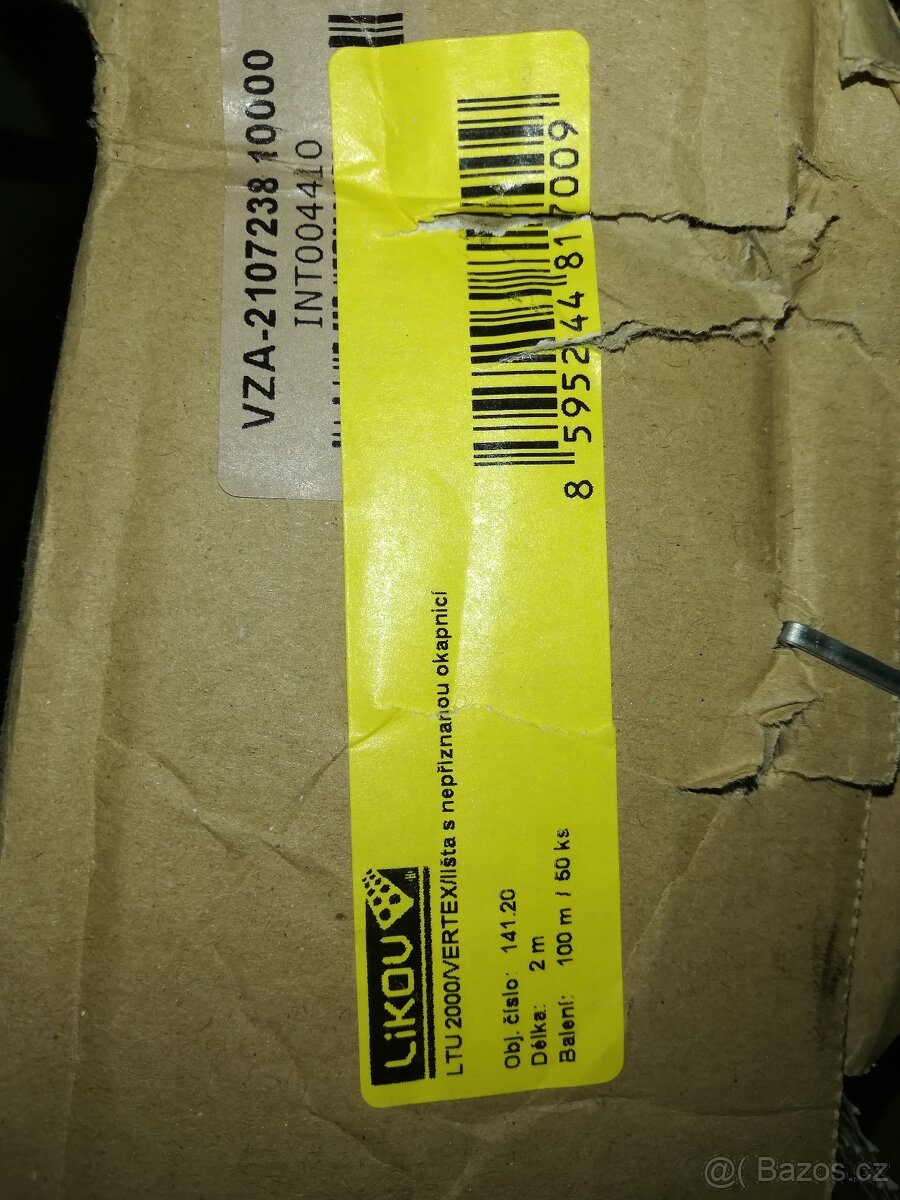 VZA-2107238 10000
INT004410
8 595244 817009
LIKOV
LTU 2000/VERTEX/lišta s nepřiznanou okapnicí
Obj. číslo: 141.20
Délka: 2 m
Balení: 100 m / 50 ks
@( Bazos.cz